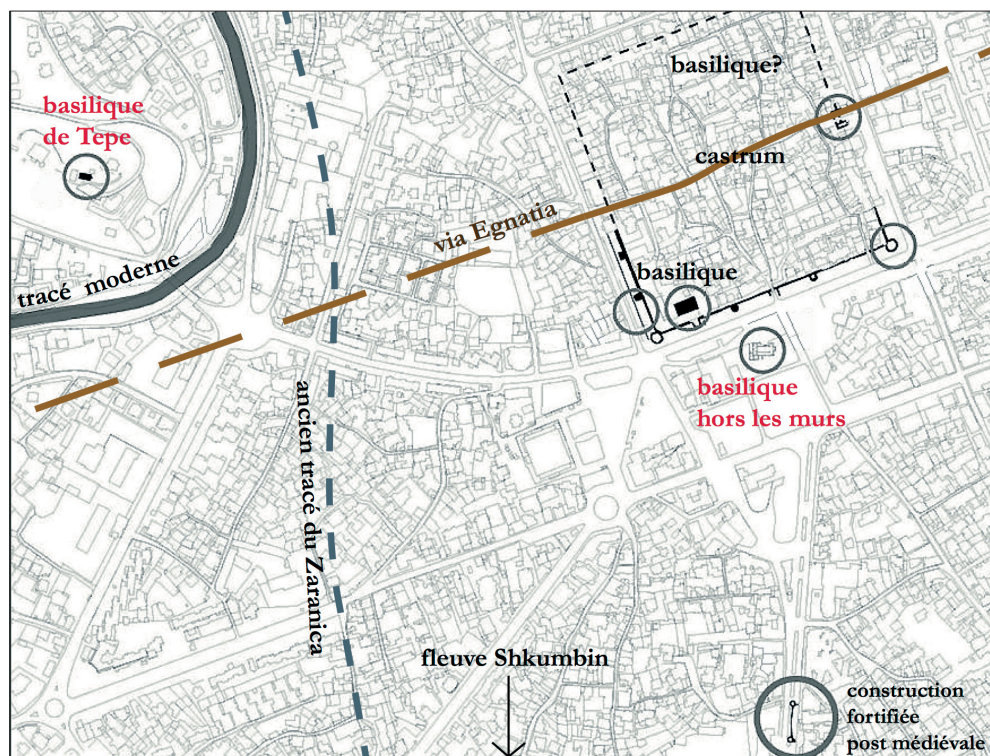 basilique?
basilique
de Tepe
castrum
via Egnatia
tracé moderne
basilique
basilique
hors les murs
ancien tracé du Zaranica
fleuve Shkumbin
construction
fortifiée
post médiévale